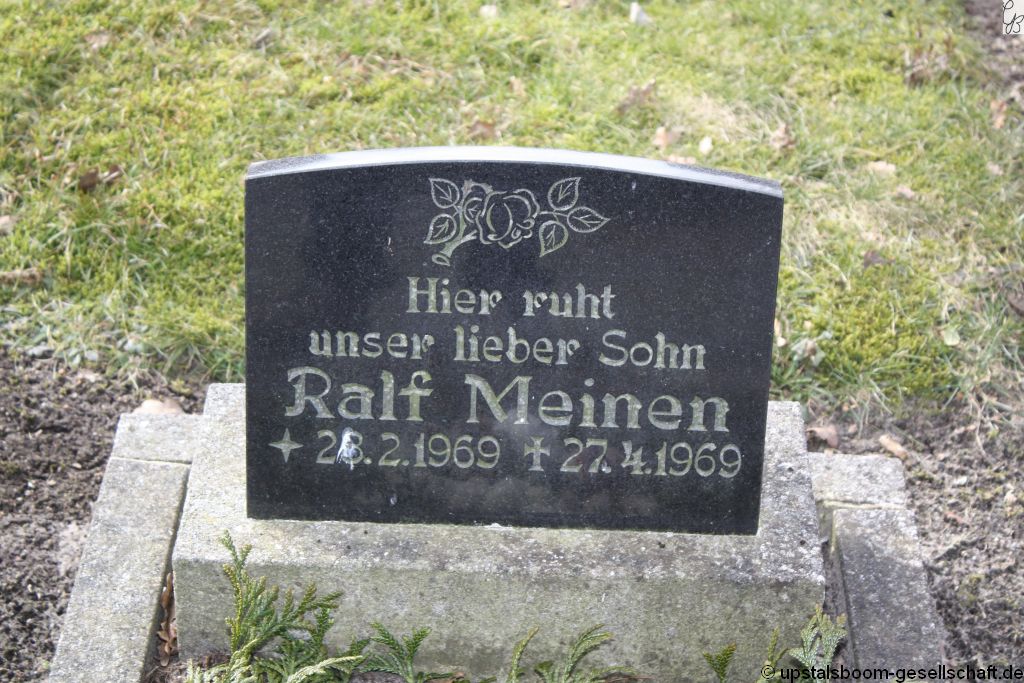 Hier ruht
unser lieber Sohn
Ralf Meinen
28.2.1969 27.4.1969
© upstalsboom-gesellschaft.de